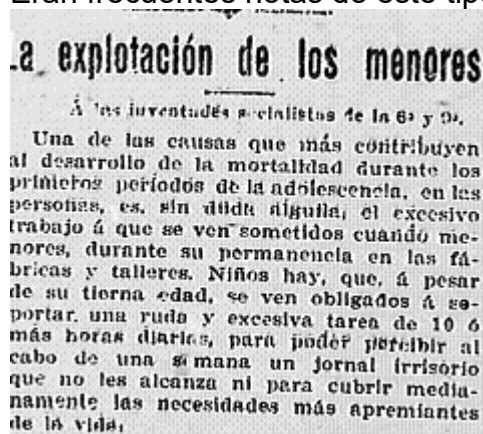 Eran frecuentes notas de este tipo
La explotación de los menores
Á las juventudes socialistas de la 6ª y 9ª.
Una de las causas que más contribuyen
al desarrollo de la mortalidad durante los
primeros períodos de la adolescencia, en las
personas, es, sin duda alguna, el excesivo
trabajo á que se ven sometidos cuando me-
nores, durante su permanencia en las fá-
bricas y talleres. Niños hay, que, á pesar
de su tierna edad, se ven obligados á so-
portar una ruda y excesiva tarea de 10 ó
más horas diarias, para poder percibir al
cabo de una semana un jornal irrisorio
que no les alcanza ni para cubrir media-
namente las necesidades más apremiantes
de la vida.